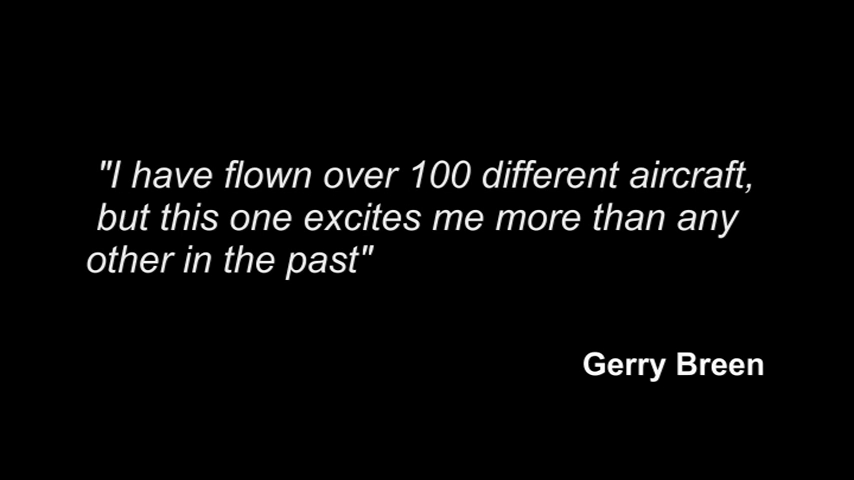 "I have flown over 100 different aircraft,
but this one excites me more than any
other in the past"
Gerry Breen